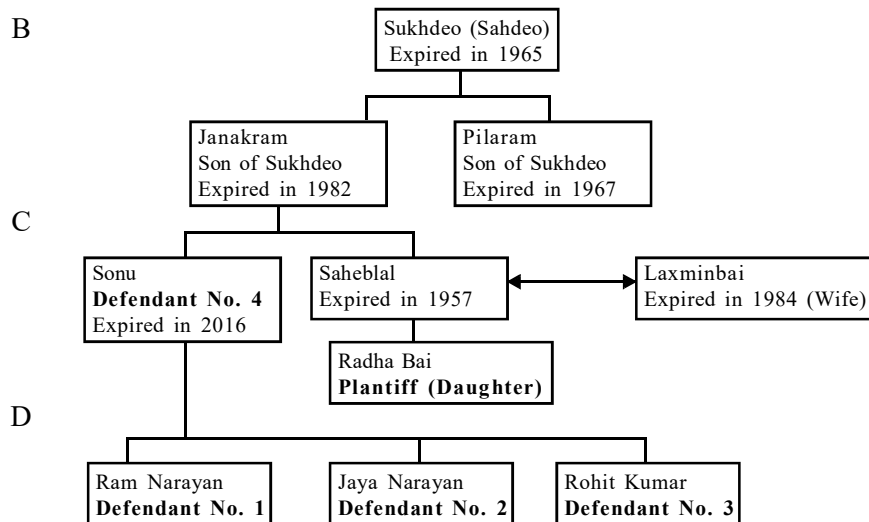 B
Sukhdeo (Sahdeo)
Expired in 1965
Janakram
Son of Sukhdeo
Expired in 1982
Pilaram
Son of Sukhdeo
Expired in 1967
C
Sonu
Defendant No. 4
Expired in 2016
Saheblal
Expired in 1957
Laxminbai
Expired in 1984 (Wife)
Radha Bai
Plantiff (Daughter)
D
Ram Narayan
Defendant No. 1
Jaya Narayan
Defendant No. 2
Rohit Kumar
Defendant No. 3